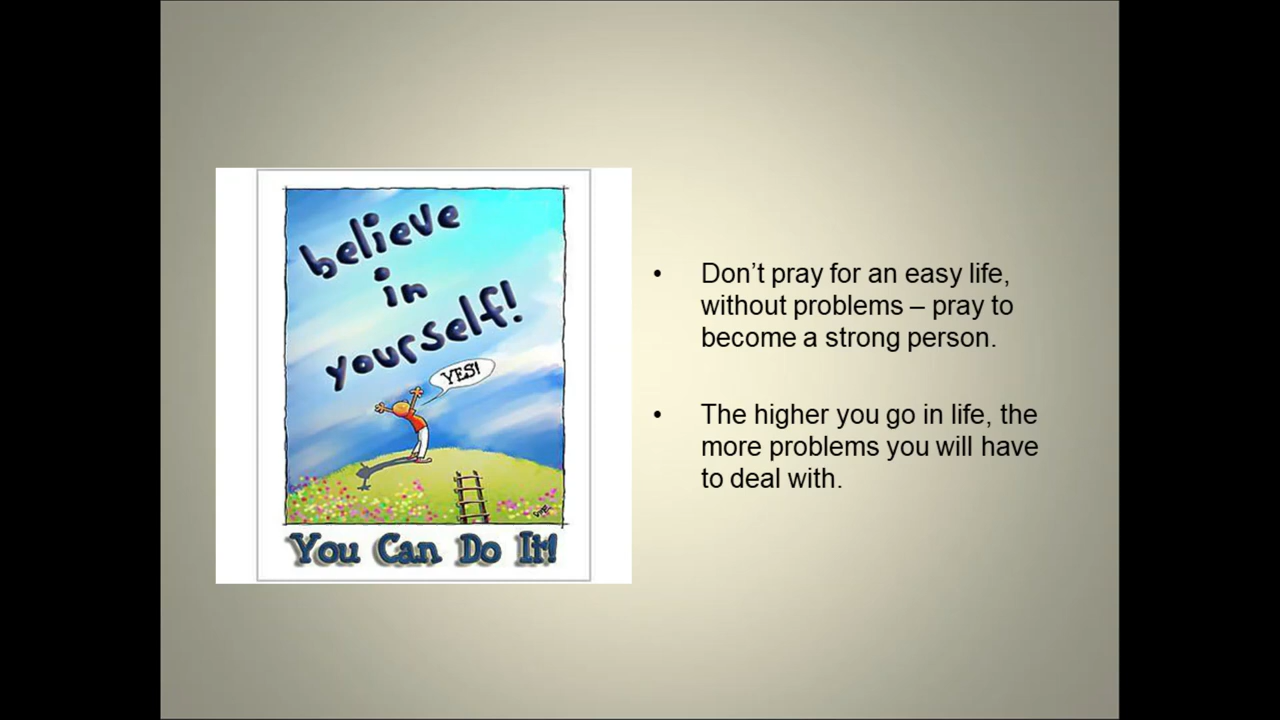 believe
in
yourself!
YES!
You Can Do It!
• Don’t pray for an easy life,
without problems – pray to
become a strong person.
• The higher you go in life, the
more problems you will have
to deal with.